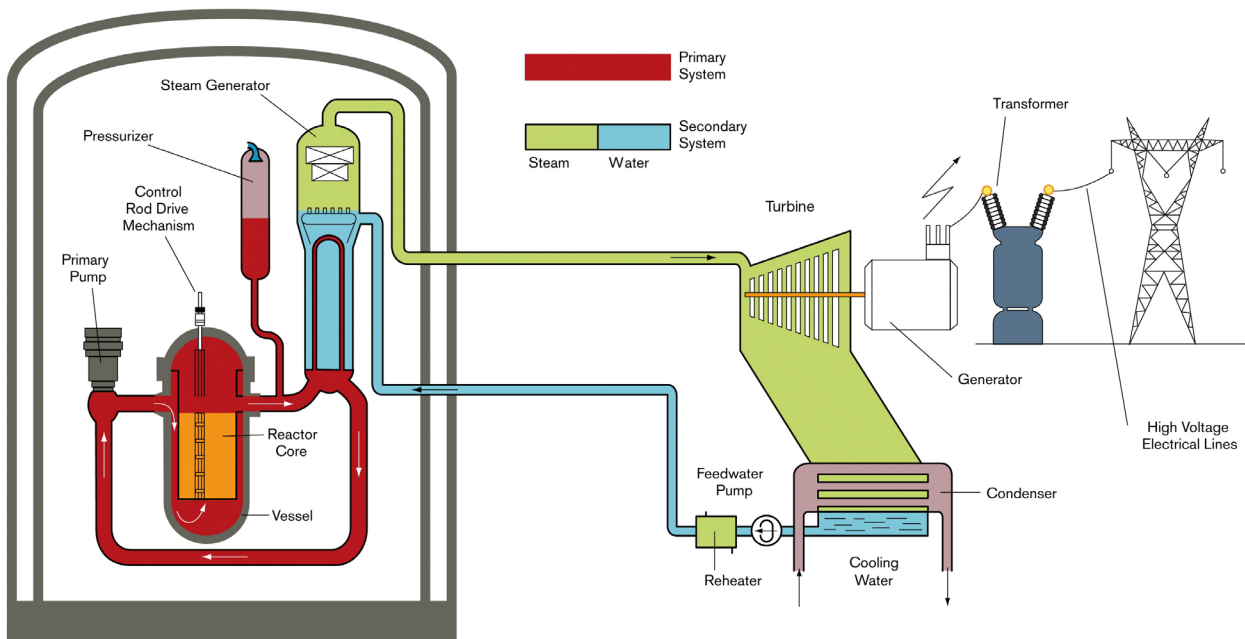 Primary
System
Steam Generator
Transformer
Pressurizer
Secondary
System
Steam
Water
Control
Rod Drive
Mechanism
Turbine
Primary
Pump
Generator
High Voltage
Electrical Lines
Reactor
Core
Feedwater
Pump
Condenser
Vessel
Cooling
Water
Reheater